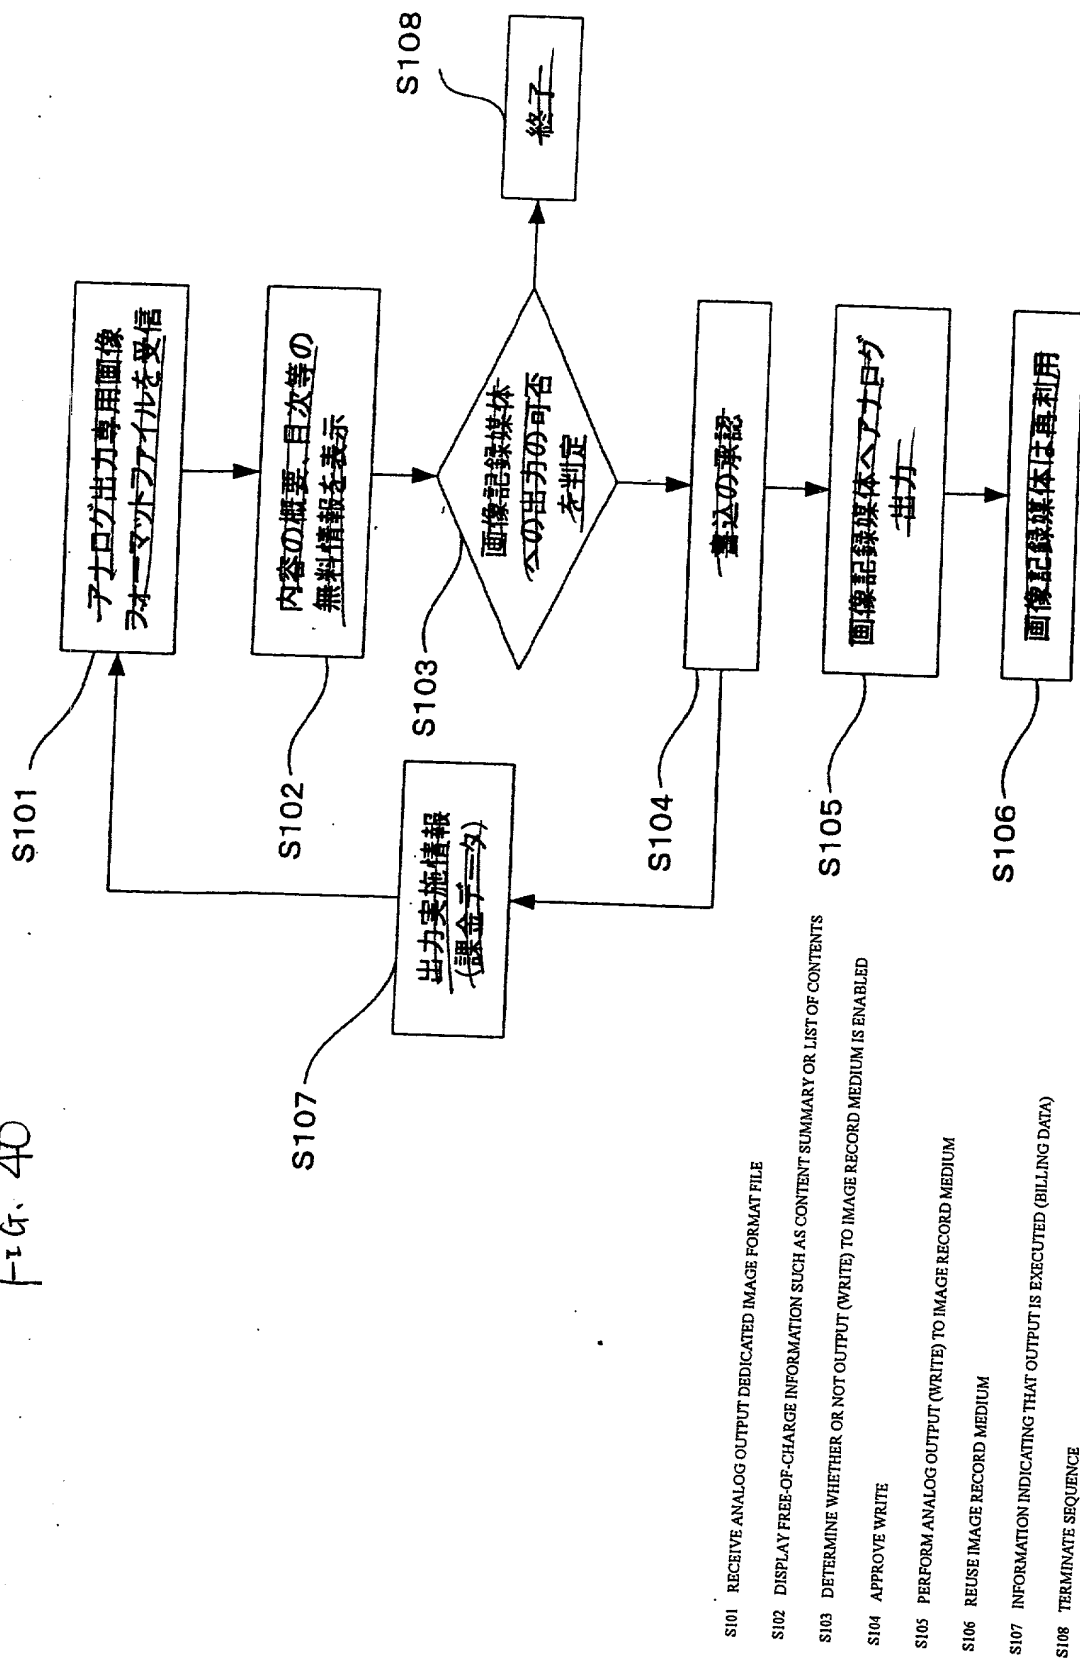 FIG. 40
S101
アナログ出力専用画像
フォーマットファイルを受信
S102
内容の概要、目次等の
無料情報を表示
S103
画像記録媒体
への出力の可否
を判定
S108
終了
S104
書込の承認
S107
出力実施情報
(課金データ)
S105
画像記録媒体へアナログ
出力
S106
画像記録媒体は再利用
S101 RECEIVE ANALOG OUTPUT DEDICATED IMAGE FORMAT FILE
S102 DISPLAY FREE-OF-CHARGE INFORMATION SUCH AS CONTENT SUMMARY OR LIST OF CONTENTS
S103 DETERMINE WHETHER OR NOT OUTPUT (WRITE) TO IMAGE RECORD MEDIUM IS ENABLED
S104 APPROVE WRITE
S105 PERFORM ANALOG OUTPUT (WRITE) TO IMAGE RECORD MEDIUM
S106 REUSE IMAGE RECORD MEDIUM
S107 INFORMATION INDICATING THAT OUTPUT IS EXECUTED (BILLING DATA)
S108 TERMINATE SEQUENCE